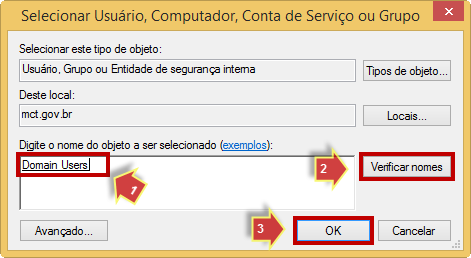 Selecionar Usuário, Computador, Conta de Serviço ou Grupo
Selecionar este tipo de objeto:
Usuário, Grupo ou Entidade de segurança interna
Tipos de objeto...
Deste local:
mct.gov.br
Locais...
Digite o nome do objeto a ser selecionado (exemplos):
Domain Users
1
2
Verificar nomes
Avançado...
3
OK
Cancelar